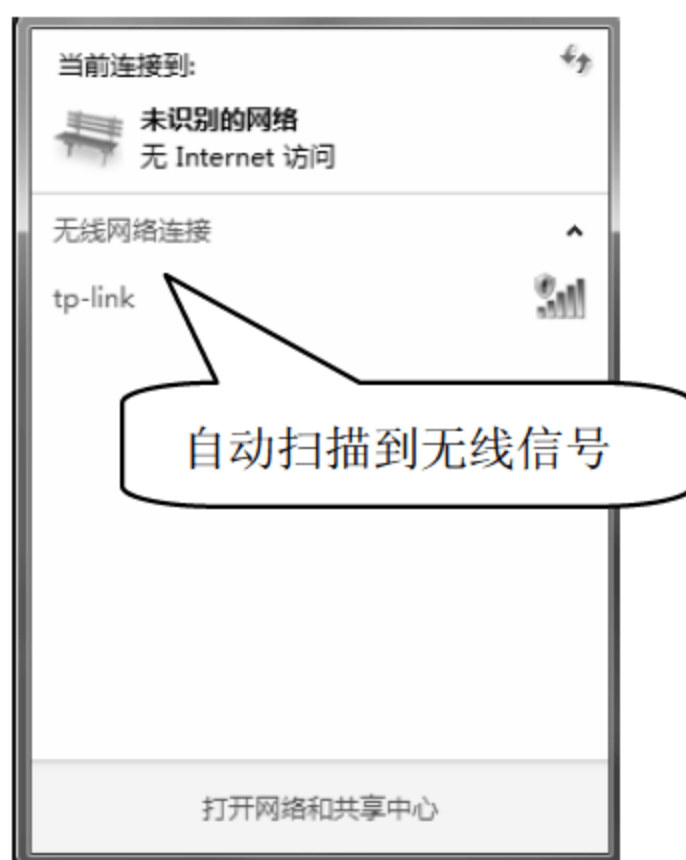 当前连接到:
未识别的网络
无 Internet 访问
无线网络连接
tp-link
自动扫描到无线信号
打开网络和共享中心